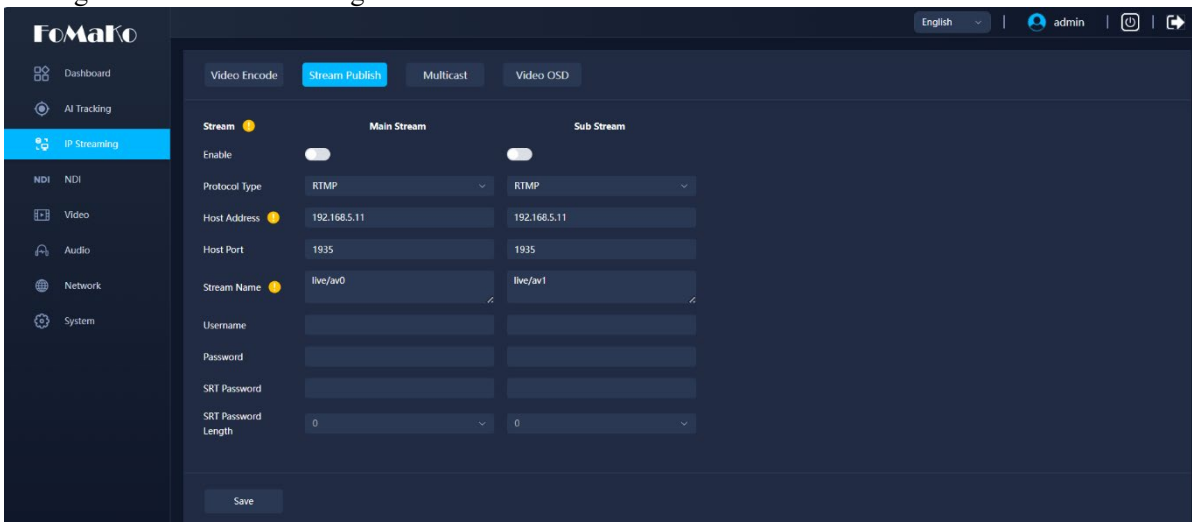 FoMaKo
English
admin
Dashboard
AI Tracking
IP Streaming
NDI NDI
Video
Audio
Network
System
Video Encode Stream Publish Multicast Video OSD
Stream Main Stream Sub Stream
Enable
Protocol Type RTMP RTMP
Host Address 192.168.5.11 192.168.5.11
Host Port 1935 1935
Stream Name live/av0 live/av1
Username
Password
SRT Password
SRT Password
Length 0 0
Save